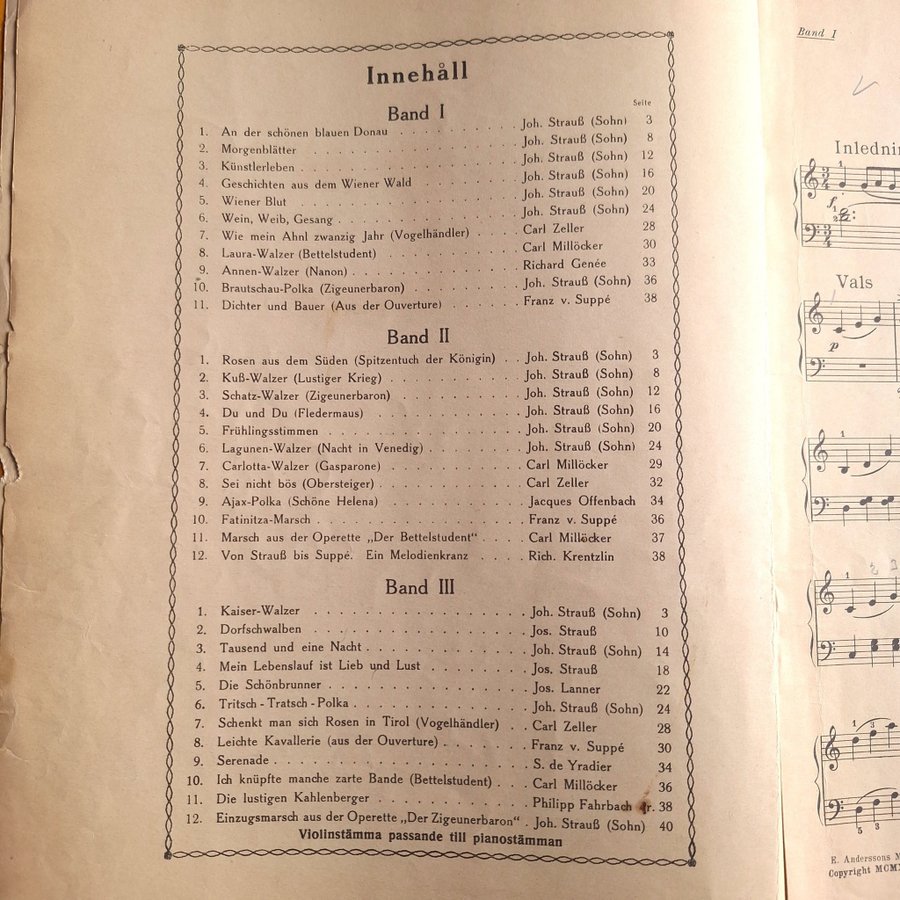 Innehåll
Band I
Seite
1. An der schönen blauen Donau . . . . . . . . Joh. Strauß (Sohn) 3
2. Morgenblätter . . . . . . . . . . . . Joh. Strauß (Sohn) 8
3. Künstlerleben . . . . . . . . . . . . Joh. Strauß (Sohn) 12
4. Geschichten aus dem Wiener Wald . . . . . . . Joh. Strauß (Sohn) 16
5. Wiener Blut . . . . . . . . . . . . . Joh. Strauß (Sohn) 20
6. Wein, Weib, Gesang . . . . . . . . . . . Joh. Strauß (Sohn) 24
7. Wie mein Ahnl zwanzig Jahr (Vogelhändler) . . . . Carl Zeller 28
8. Laura-Walzer (Bettelstudent) . . . . . . . . . Carl Millöcker 30
9. Annen-Walzer (Nanon) . . . . . . . . . . Richard Genée 33
10. Brautschau-Polka (Zigeunerbaron) . . . . . . . Joh. Strauß (Sohn) 36
11. Dichter und Bauer (Aus der Ouverture) . . . . . . Franz v. Suppé 38
Band II
1. Rosen aus dem Süden (Spitzentuch der Königin) . . Joh. Strauß (Sohn) 3
2. Kuß-Walzer (Lustiger Krieg) . . . . . . . . . Joh. Strauß (Sohn) 8
3. Schatz-Walzer (Zigeunerbaron) . . . . . . . . Joh. Strauß (Sohn) 12
4. Du und Du (Fledermaus) . . . . . . . . . . Joh. Strauß (Sohn) 16
5. Frühlingsstimmen . . . . . . . . . . . . Joh. Strauß (Sohn) 20
6. Lagunen-Walzer (Nacht in Venedig) . . . . . . . Joh. Strauß (Sohn) 24
7. Carlotta-Walzer (Gasparone) . . . . . . . . . Carl Millöcker 29
8. Sei nicht bös (Obersteiger) . . . . . . . . . . Carl Zeller 32
9. Ajax-Polka (Schöne Helena) . . . . . . . . . Jacques Offenbach 34
10. Fatinitza-Marsch . . . . . . . . . . . . Franz v. Suppé 36
11. Marsch aus der Operette „Der Bettelstudent“ . . . . Carl Millöcker 37
12. Von Strauß bis Suppé. Ein Melodienkranz . . . . Rich. Krentzlin 38
Band III
1. Kaiser-Walzer . . . . . . . . . . . . . Joh. Strauß (Sohn) 3
2. Dorfschwalben . . . . . . . . . . . . . Jos. Strauß 10
3. Tausend und eine Nacht . . . . . . . . . . Joh. Strauß (Sohn) 14
4. Mein Lebenslauf ist Lieb und Lust . . . . . . . Jos. Strauß 18
5. Die Schönbrunner . . . . . . . . . . . . Jos. Lanner 22
6. Tritsch-Tratsch-Polka . . . . . . . . . . . Joh. Strauß (Sohn) 24
7. Schenkt man sich Rosen in Tirol (Vogelhändler) . . Carl Zeller 28
8. Leichte Kavallerie (aus der Ouverture) . . . . . . Franz v. Suppé 30
9. Serenade . . . . . . . . . . . . . . . S. de Yradier 34
10. Ich knüpfte manche zarte Bande (Bettelstudent) . . . Carl Millöcker 36
11. Die lustigen Kahlenberger . . . . . . . . . . Philipp Fahrbach jr. 38
12. Einzugsmarsch aus der Operette „Der Zigeunerbaron“ . Joh. Strauß (Sohn) 40
Violinstämma passande till pianostämman
Band I
Vals
E. Anderssons
Copyright